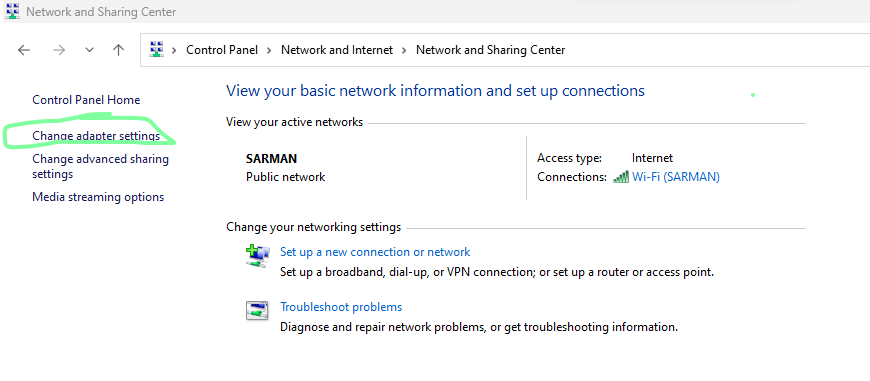 Network and Sharing Center
Control Panel > Network and Internet > Network and Sharing Center
Control Panel Home
Change adapter settings
Change advanced sharing
settings
Media streaming options
View your basic network information and set up connections
View your active networks
SARMAN
Public network
Access type: Internet
Connections: Wi-Fi (SARMAN)
Change your networking settings
Set up a new connection or network
Set up a broadband, dial-up, or VPN connection; or set up a router or access point.
Troubleshoot problems
Diagnose and repair network problems, or get troubleshooting information.